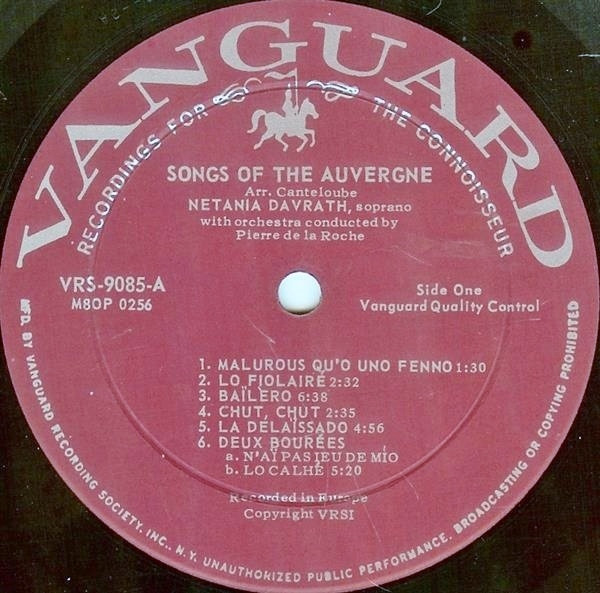 VANGUARD
RECORDINGS FOR THE CONNOISSEUR
SONGS OF THE AUVERGNE
Arr. Canteloube
NETANIA DAVRATH, soprano
with orchestra conducted by
Pierre de la Roche
VRS-9085-A
M8OP 0256
Side One
Vanguard Quality Control
1. MALUROUS QU'O UNO FENNO 1:30
2. LO FIOLAIRÉ 2:32
3. BAÏLERO 6:38
4. CHUT, CHUT 2:35
5. LA DELAÏSSADO 4:56
6. DEUX BOURÉES
a. N'AÏ PAS IEU DE MIO
b. LO CALHÉ 5:20
Recorded in Europe
Copyright VRSI
MFD. BY VANGUARD RECORDING SOCIETY, INC., N.Y. UNAUTHORIZED PUBLIC PERFORMANCE, BROADCASTING OR COPYING PROHIBITED